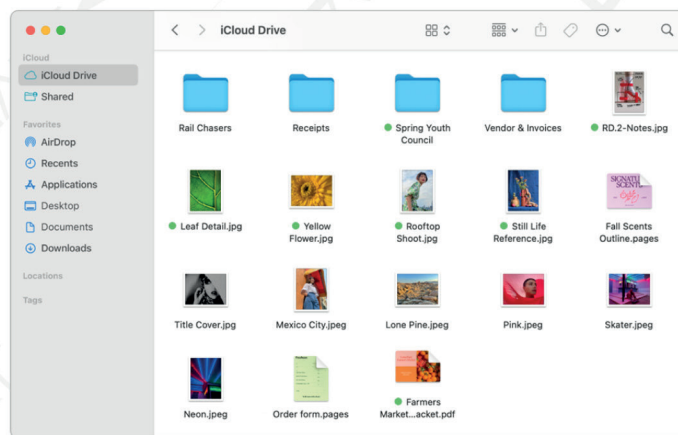 iCloud Drive
iCloud
iCloud Drive
Shared
Favorites
AirDrop
Recents
Applications
Desktop
Documents
Downloads
Locations
Tags
Rail Chasers
Receipts
Spring Youth
Council
Vendor & Invoices
RD.2-Notes.jpg
Leaf Detail.jpg
Yellow
Flower.jpg
Rooftop
Shoot.jpg
Still Life
Reference.jpg
SIGNATU
SCENTS
Fall Scents
Outline.pages
Title Cover.jpg
Mexico City.jpeg
Lone Pine.jpeg
Pink.jpeg
Skater.jpeg
Neon.jpeg
Order form.pages
Farmers
Market...acket.pdf